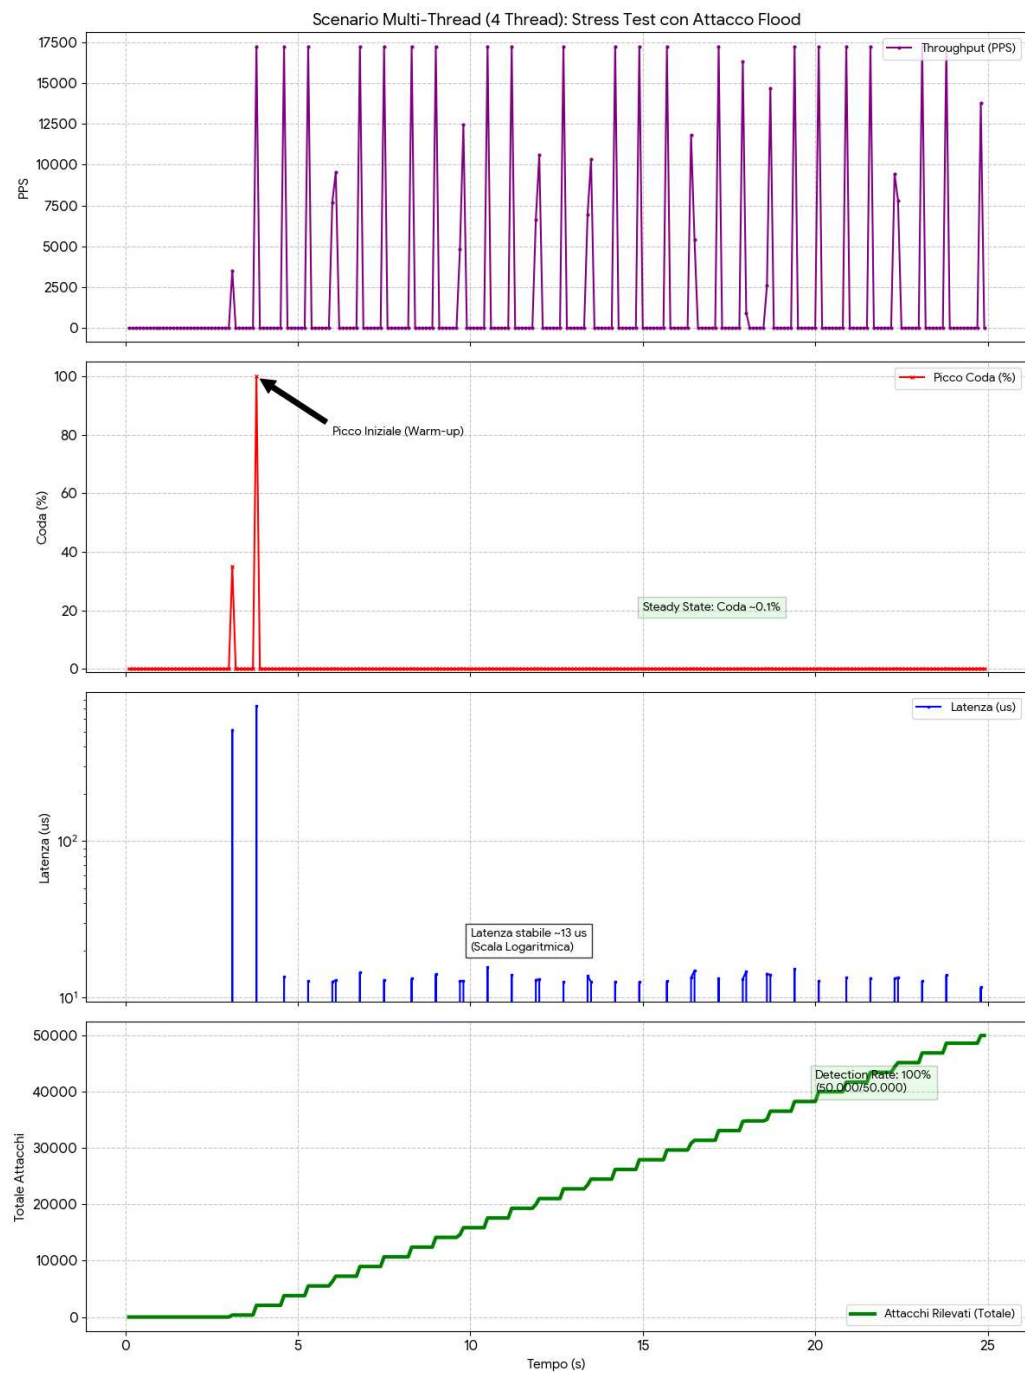 Scenario Multi-Thread (4 Thread): Stress Test con Attacco Flood
17500
15000
12500
10000
7500
5000
2500
0
PPS
Throughput (PPS)
100
80
60
40
20
0
Coda (%)
Picco Coda (%)
Picco Iniziale (Warm-up)
Steady State: Coda ~0.1%
10²
10¹
Latenza (us)
Latenza (us)
Latenza stabile ~13 us
(Scala Logaritmica)
50000
40000
30000
20000
10000
0
Totale Attacchi
Detection Rate: 100%
(50.000/50.000)
Attacchi Rilevati (Totale)
0
5
10
15
20
25
Tempo (s)